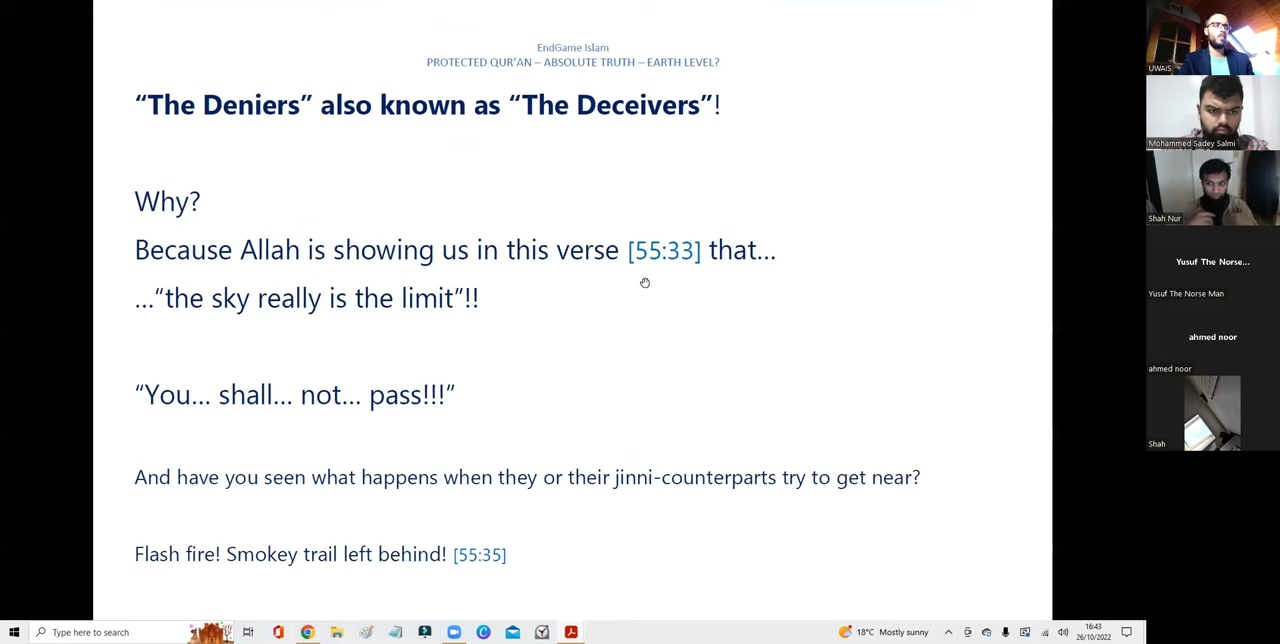 EndGame Islam
PROTECTED QUR'AN – ABSOLUTE TRUTH – EARTH LEVEL?
“The Deniers” also known as “The Deceivers”!
Why?
Because Allah is showing us in this verse [55:33] that…
…“the sky really is the limit”!!
“You… shall… not… pass!!!”
And have you seen what happens when they or their jinni-counterparts try to get near?
Flash fire! Smokey trail left behind! [55:35]
UWAIS
Mohammed Sadey Salmi
Shah Nur
Yusuf The Norse...
Yusuf The Norse Man
ahmed noor
ahmed noor
Shah
Type here to search
18°C Mostly sunny
16:43
26/10/2022